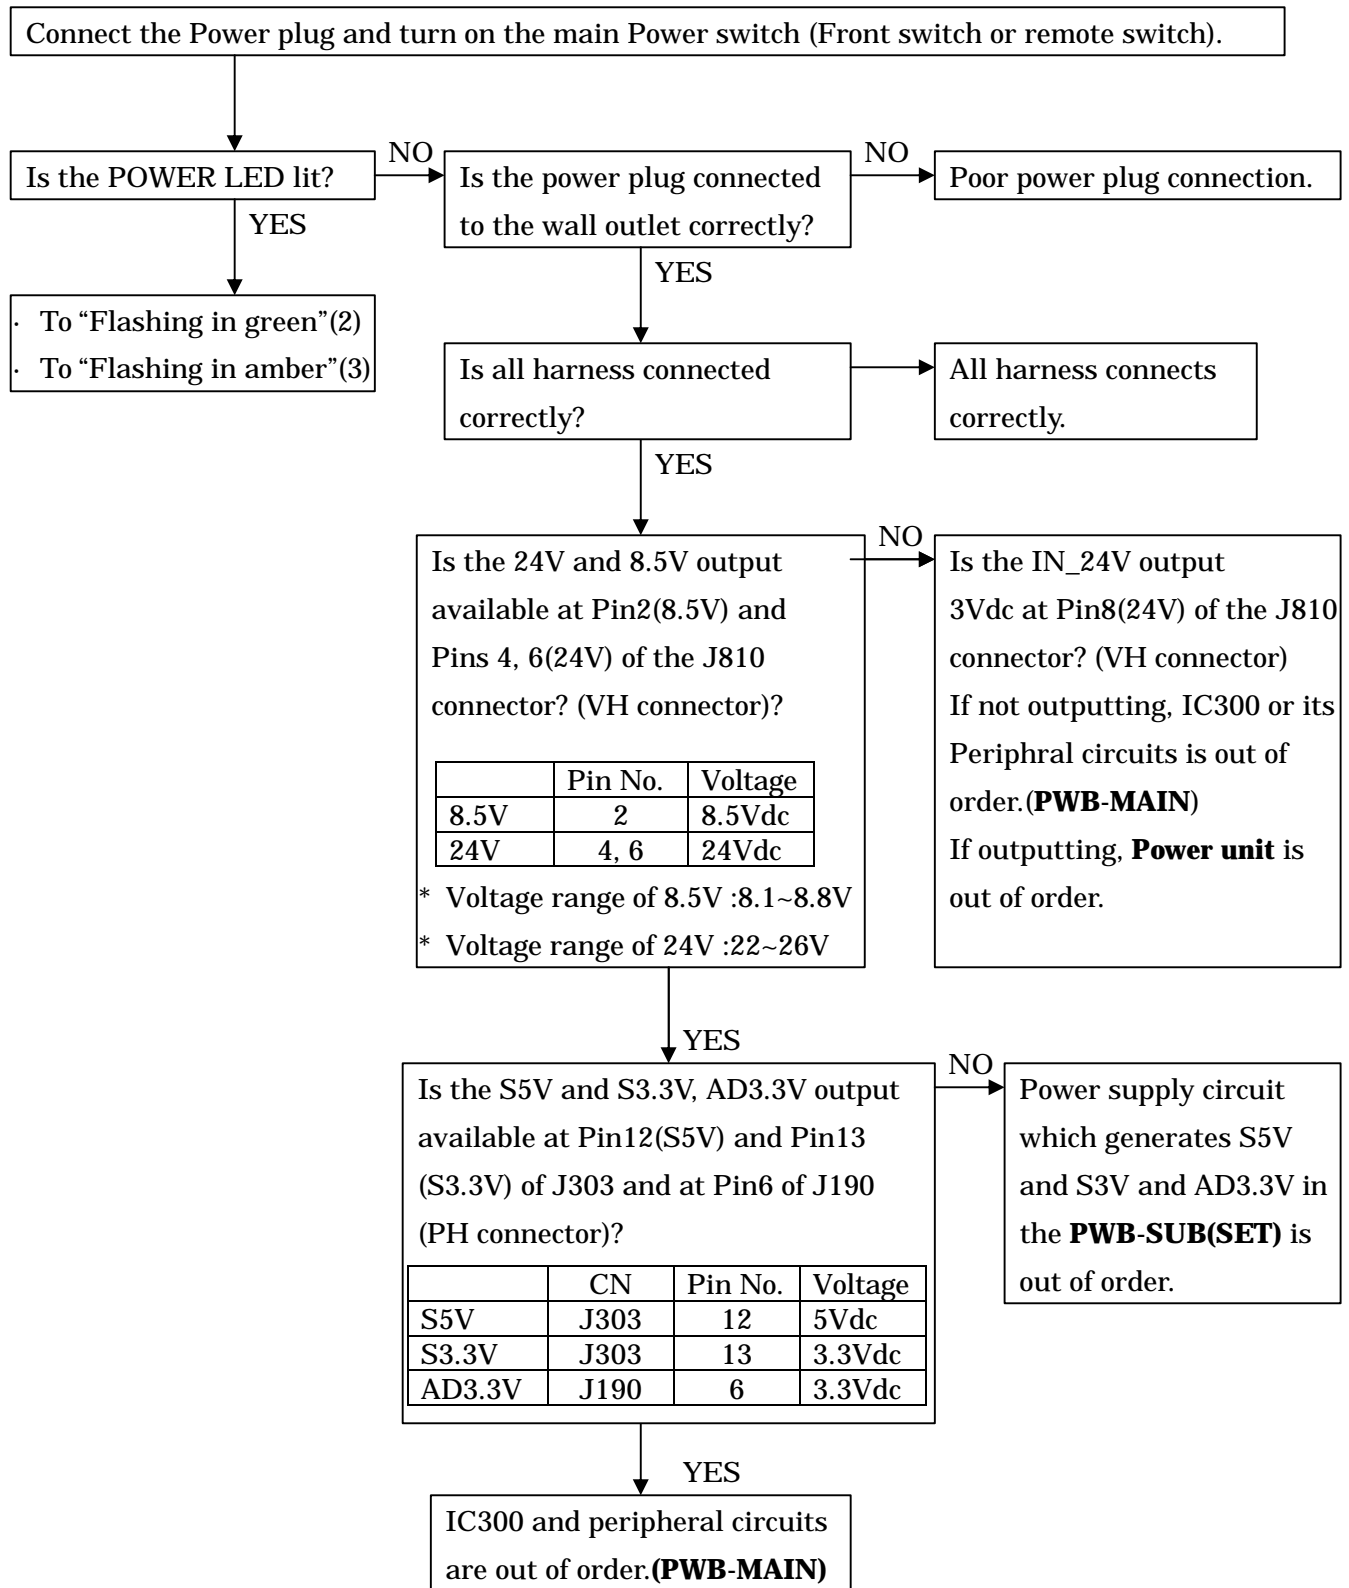 Connect the Power plug and turn on the main Power switch (Front switch or remote switch).
Is the POWER LED lit?
NO
Is the power plug connected
to the wall outlet correctly?
NO
Poor power plug connection.
YES
· To “Flashing in green”(2)
· To “Flashing in amber”(3)
YES
Is all harness connected
correctly?
All harness connects
correctly.
YES
Is the 24V and 8.5V output
available at Pin2(8.5V) and
Pins 4, 6(24V) of the J810
connector? (VH connector)?
Pin No. Voltage
8.5V 2 8.5Vdc
24V 4, 6 24Vdc
* Voltage range of 8.5V :8.1~8.8V
* Voltage range of 24V :22~26V
NO
Is the IN_24V output
3Vdc at Pin8(24V) of the J810
connector? (VH connector)
If not outputting, IC300 or its
Periphral circuits is out of
order.(PWB-MAIN)
If outputting, Power unit is
out of order.
YES
Is the S5V and S3.3V, AD3.3V output
available at Pin12(S5V) and Pin13
(S3.3V) of J303 and at Pin6 of J190
(PH connector)?
CN Pin No. Voltage
S5V J303 12 5Vdc
S3.3V J303 13 3.3Vdc
AD3.3V J190 6 3.3Vdc
NO
Power supply circuit
which generates S5V
and S3V and AD3.3V in
the PWB-SUB(SET) is
out of order.
YES
IC300 and peripheral circuits
are out of order.(PWB-MAIN)